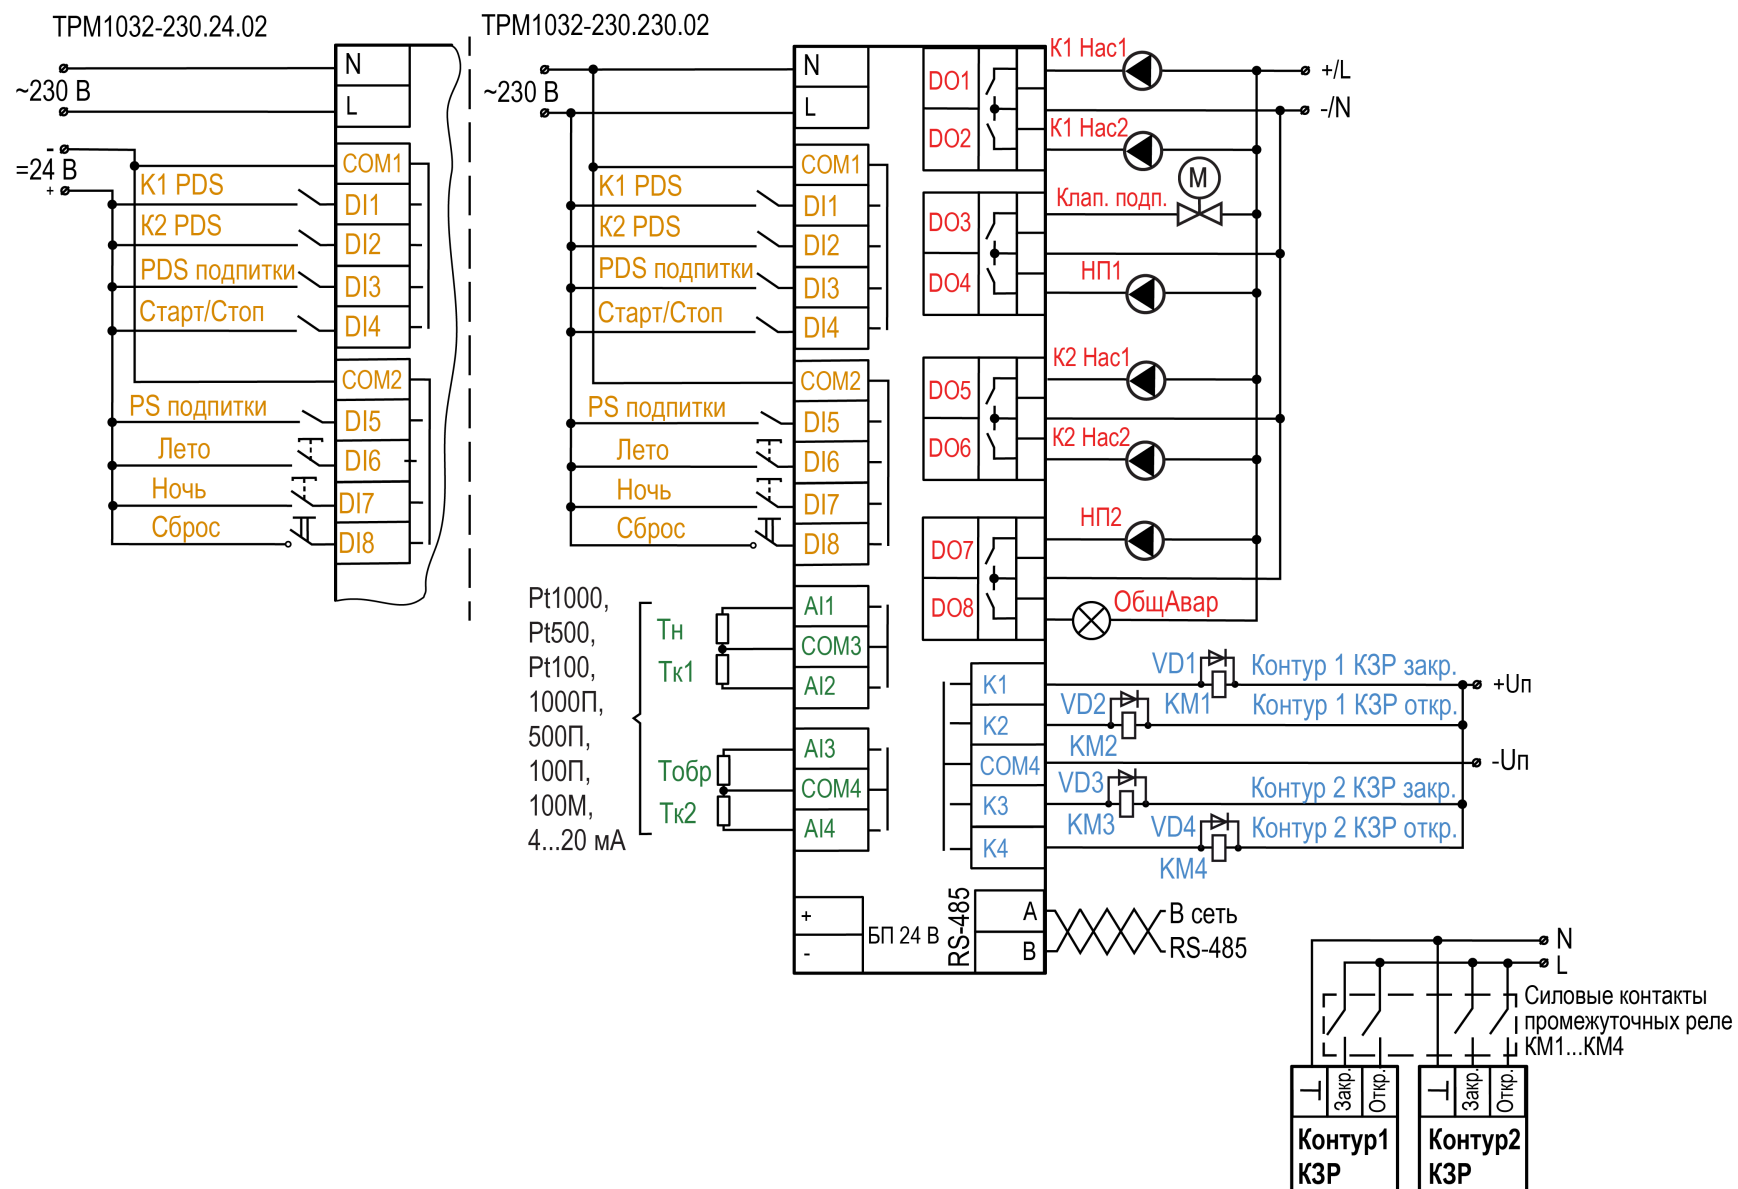 ТРМ1032-230.24.02
~230 В
N
L
-
=24 В
+
COM1
K1 PDS
DI1
K2 PDS
DI2
PDS подпитки
DI3
Старт/Стоп
DI4
COM2
PS подпитки
DI5
Лето
DI6
Ночь
DI7
Сброс
DI8
ТРМ1032-230.230.02
~230 В
N
L
COM1
K1 PDS
DI1
K2 PDS
DI2
PDS подпитки
DI3
Старт/Стоп
DI4
COM2
PS подпитки
DI5
Лето
DI6
Ночь
DI7
Сброс
DI8
Pt1000,
Pt500,
Pt100,
1000П,
500П,
100П,
100М,
4...20 мА
Тн
Тк1
Тобр
Тк2
AI1
COM3
AI2
AI3
COM4
AI4
+
-
БП 24 В
DO1
К1 Нас1
+/L
-/N
DO2
К1 Нас2
M
Клап. подп.
DO3
DO4
НП1
DO5
К2 Нас1
DO6
К2 Нас2
DO7
НП2
DO8
ОбщАвар
K1
VD1
KM1
Контур 1 КЗР закр.
+Uп
K2
VD2
KM2
Контур 1 КЗР откр.
COM4
-Uп
K3
VD3
KM3
Контур 2 КЗР закр.
K4
VD4
KM4
Контур 2 КЗР откр.
RS-485
A
B
В сеть
RS-485
N
L
Силовые контакты
промежуточных реле
КМ1...КМ4
Закр.
Откр.
Контур1
КЗР
Закр.
Откр.
Контур2
КЗР